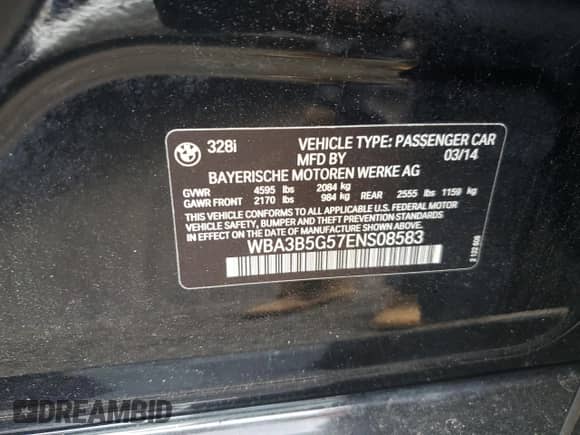 328i VEHICLE TYPE: PASSENGER CAR
MFD BY 03/14
BAYERISCHE MOTOREN WERKE AG
GVWR 4595 lbs 2084 kg
GAWR FRONT 2170 lbs 984 kg REAR 2555 lbs 1159 kg
THIS VEHICLE CONFORMS TO ALL APPLICABLE U.S. FEDERAL MOTOR
VEHICLE SAFETY, BUMPER, AND THEFT PREVENTION STANDARDS
IN EFFECT ON THE DATE OF MANUFACTURE SHOWN ABOVE.
WBA3B5G57ENS08583
DREAMBID